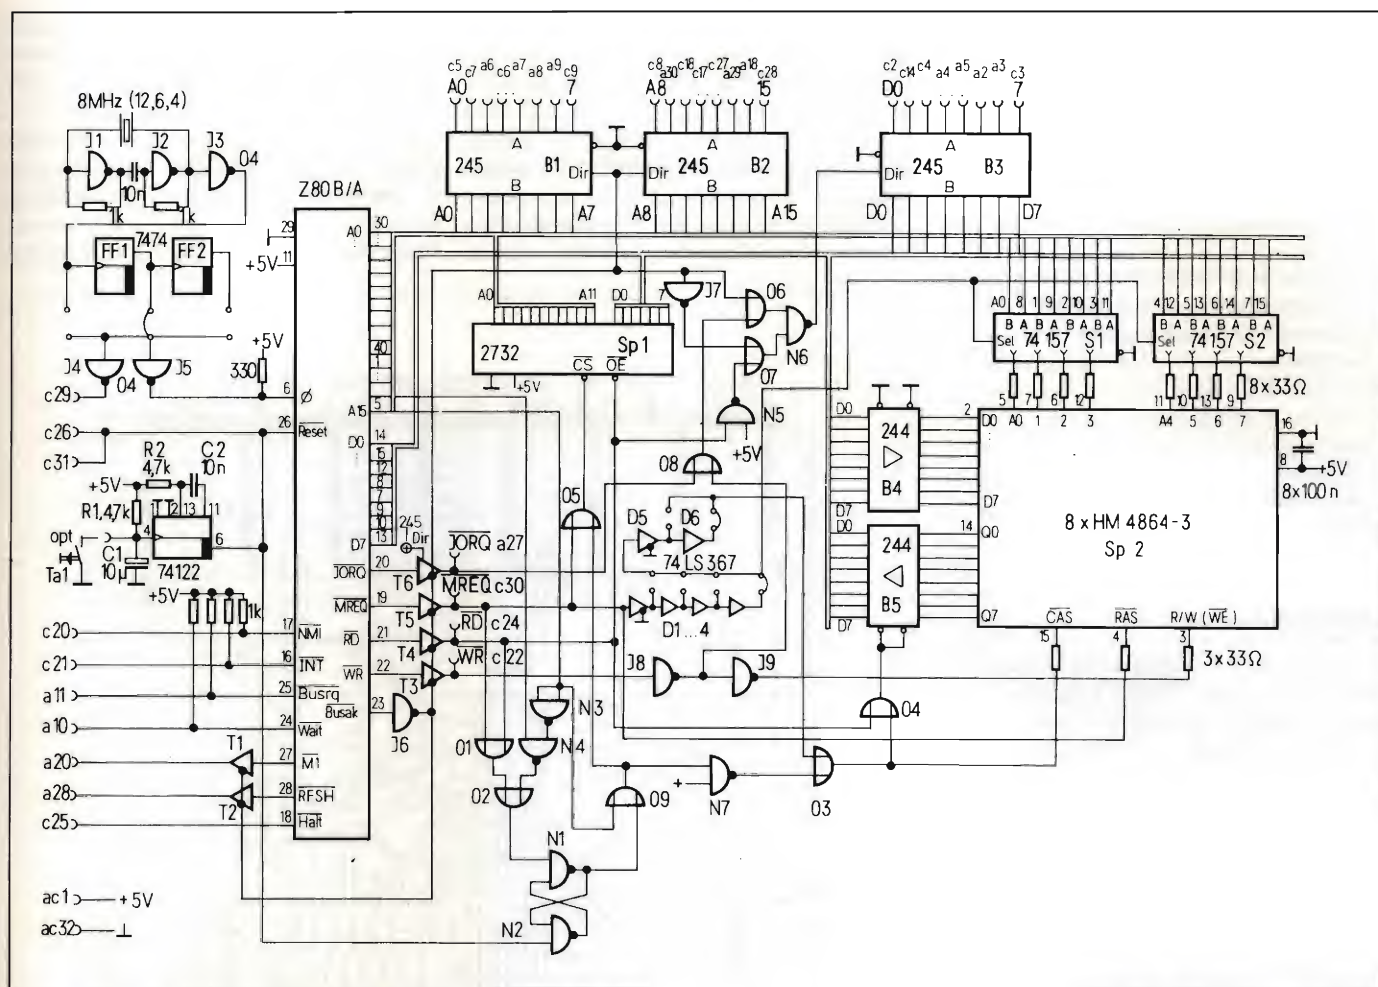 c5 c7 a6 c6 a7 a8 a9 c9
A0 ... 7
c8 a30 c18 c17 c27 a29 a18 c28
A8 ... 15
c2 c14 c4 a4 a5 a2 a3 c3
D0 ... 7
8MHz (12,6,4)
J1 J2 J3 04
10n
1k 1k
A
245 B1
Dir
B
A
Dir 245 B2
B
A
245 B3
Dir
B
A0 A7
A8 A15
D0 D7
Z80 B/A
7474
FF1 FF2
29
11
+5V
A0 30
40
1
A15 5
D0 14
15
12
8
7
9
10
D7 13
J4 J5
04
+5V
330
6 Ø
c29
c26
c31
26 Reset
R2 4,7k
C2 10n
+5V
R1, 4,7k
1 2 13 11
4
6
opt
Ta1
C1 10µ
74122
+5V
1k
c20
c21
a11
a10
a20
a28
c25
17 NMI
16 INT
25 Busrq
24 Wait
27 M1
28 RFSH
18 Halt
T1
T2
ac1 +5V
ac32 ⊥
JORQ 20
MREQ 19
RD 21
WR 22
Busak 23
245 Dir
T6
T5
T4
T3
J6
JORQ a27
MREQ c30
RD c24
WR c22
A0 A11 D0 7
2732 Sp1
CS OE
+5V
J7
06
N6
07
N5
+5V
08
05
D5 D6
74 LS 367
D1...4
J8 J9
N3
N4
01
02
09
N7
+
03
04
N1
N2
A0 8 1 9 2 10 3 11
B A B A B A B A
Sel 74 157 S1
Y Y Y Y
4 12 5 13 6 14 7 15
B A B A B A B A
Sel 74 157 S2
Y Y Y Y
8 x 33Ω
5 7 6 12
11 10 13 9
A0 1 2 3
A4 5 6 7
D0
D7
244
B4
D0
D7
244
B5
2 D0
D7
14 Q0
Q7
8 x HM 4864-3
Sp 2
16
8
+5V
8 x 100 n
CAS RAS R/W (WE)
15 4 3
3 x 33Ω